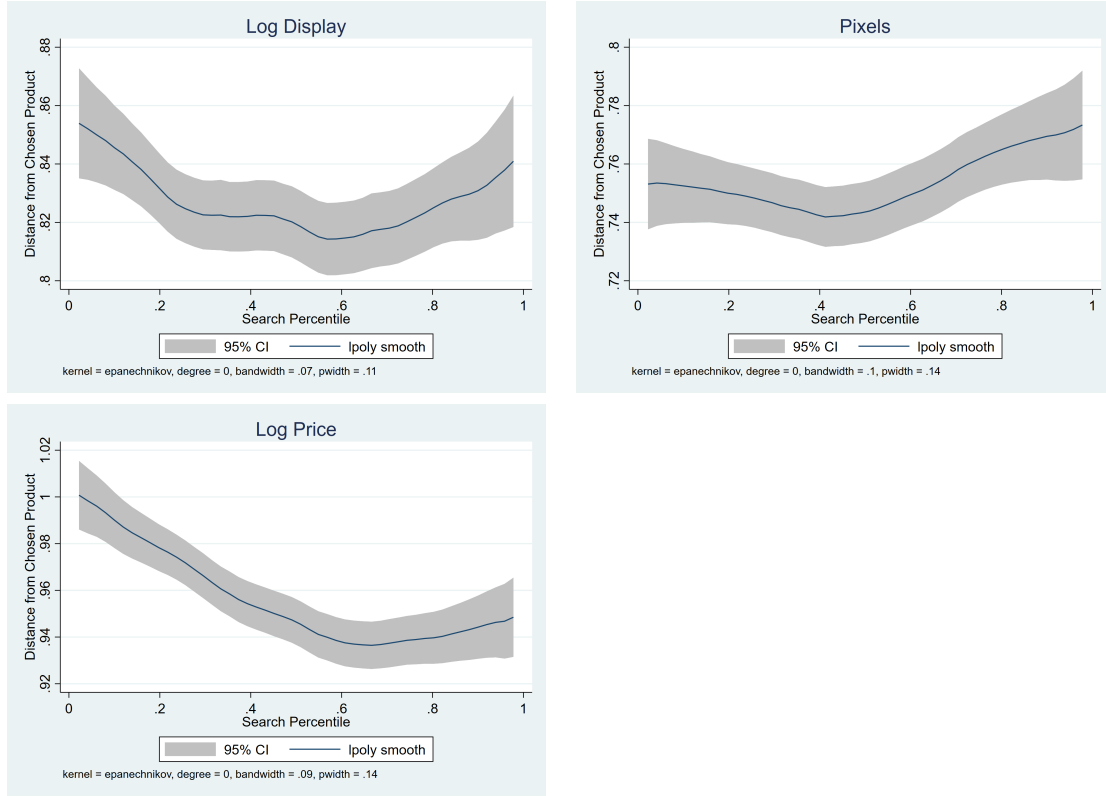 Log Display
Distance from Chosen Product
.88
.86
.84
.82
.8
0 .2 .4 .6 .8 1
Search Percentile
95% CI lpoly smooth
kernel = epanechnikov, degree = 0, bandwidth = .07, pwidth = .11
Pixels
Distance from Chosen Product
.8
.78
.76
.74
.72
0 .2 .4 .6 .8 1
Search Percentile
95% CI lpoly smooth
kernel = epanechnikov, degree = 0, bandwidth = .1, pwidth = .14
Log Price
Distance from Chosen Product
1.02
1
.98
.96
.94
.92
0 .2 .4 .6 .8 1
Search Percentile
95% CI lpoly smooth
kernel = epanechnikov, degree = 0, bandwidth = .09, pwidth = .14